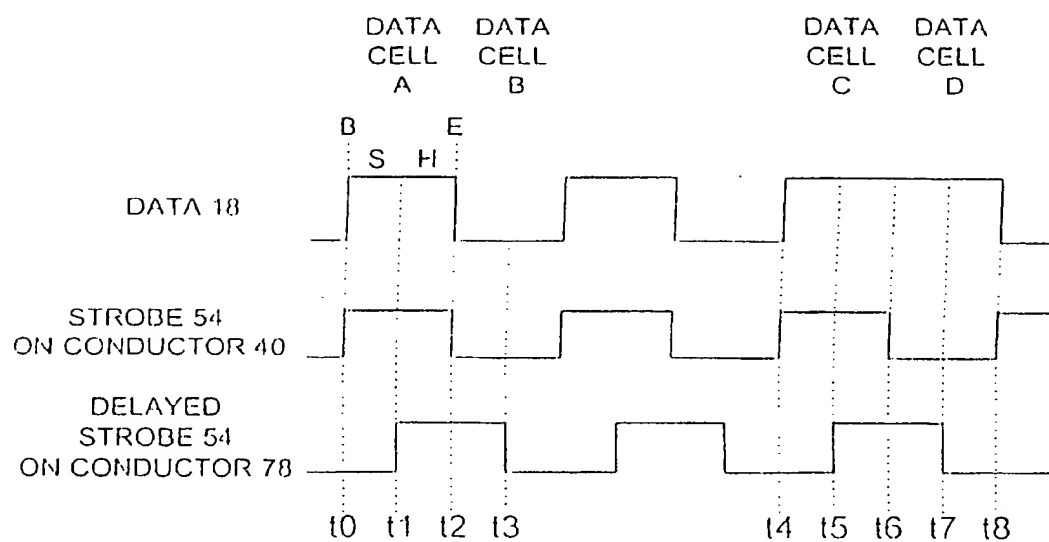 DATA CELL A
DATA CELL B
DATA CELL C
DATA CELL D
B E
S H
DATA 18
STROBE 54
ON CONDUCTOR 40
DELAYED
STROBE 54
ON CONDUCTOR 78
t0 t1 t2 t3 t4 t5 t6 t7 t8